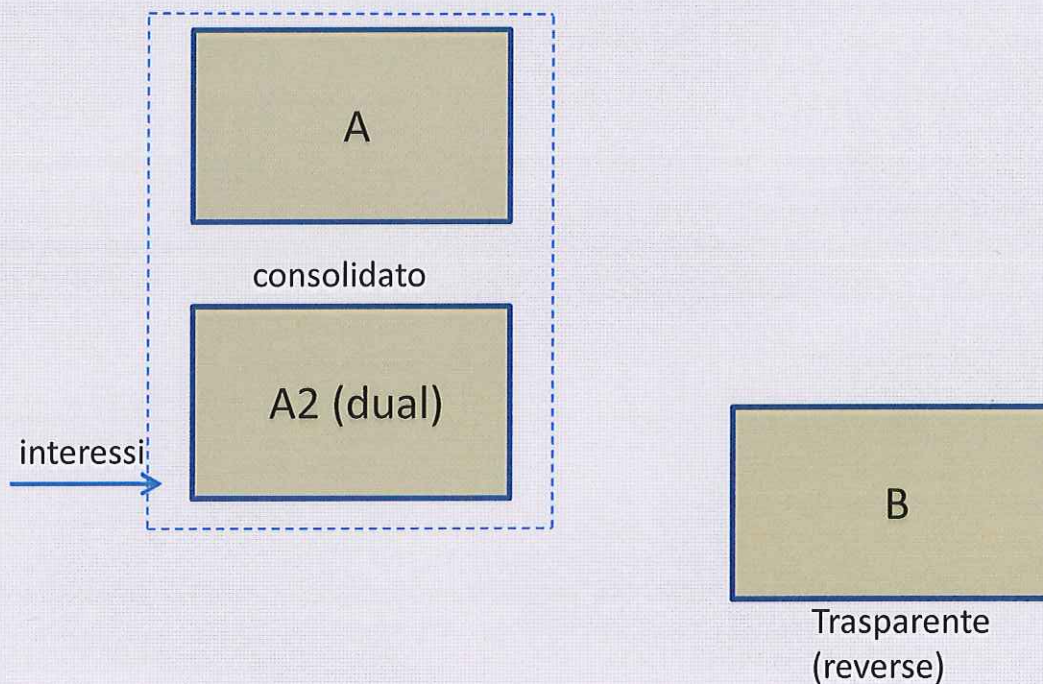 A
consolidato
A2 (dual)
interessi
B
Trasparente
(reverse)